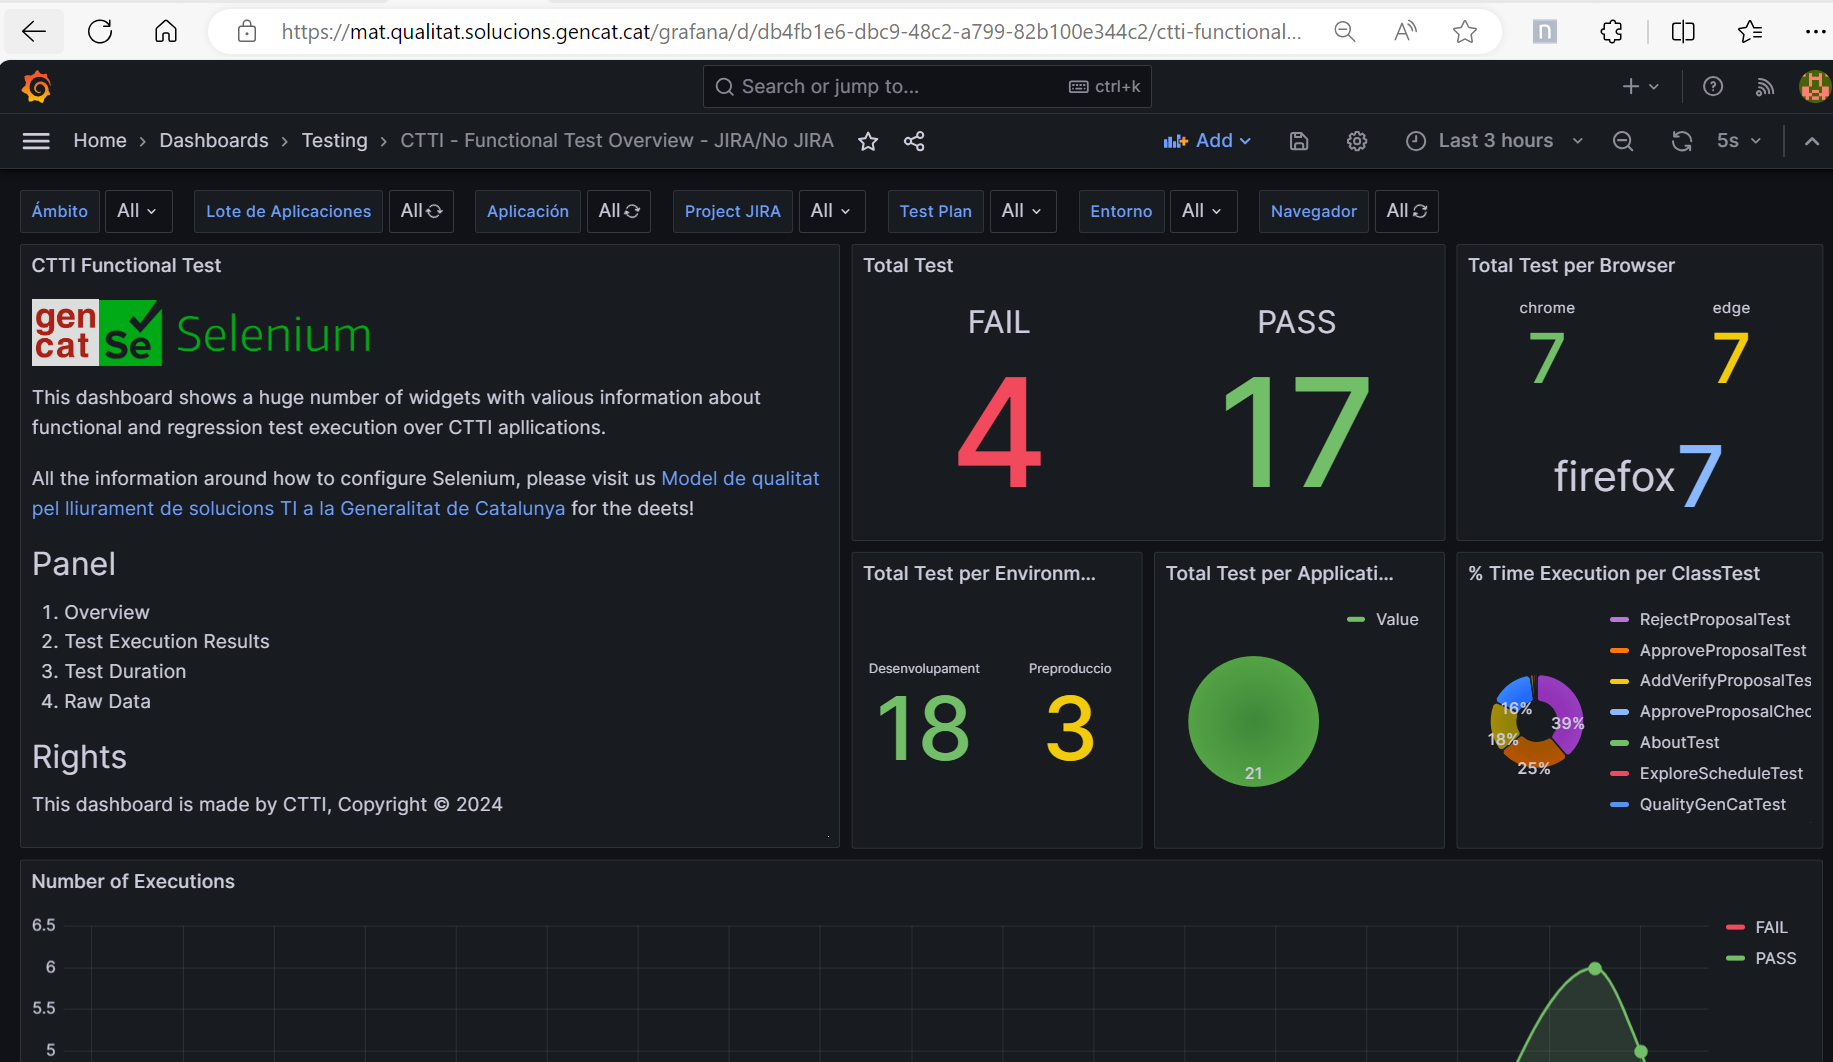 https://mat.qualitat.solucions.gencat.cat/grafana/d/db4fb1e6-dbc9-48c2-a799-82b100e344c2/ctti-functional...
Search or jump to...
ctrl+k
Home › Dashboards › Testing › CTTI - Functional Test Overview - JIRA/No JIRA
Add
Last 3 hours
5s
Ámbito All
Lote de Aplicaciones All
Aplicación All
Project JIRA All
Test Plan All
Entorno All
Navegador All
CTTI Functional Test
gen
cat
Se
Selenium
This dashboard shows a huge number of widgets with valious information about
functional and regression test execution over CTTI apllications.
All the information around how to configure Selenium, please visit us Model de qualitat
pel lliurament de solucions TI a la Generalitat de Catalunya for the deets!
Panel
1. Overview
2. Test Execution Results
3. Test Duration
4. Raw Data
Rights
This dashboard is made by CTTI, Copyright © 2024
Total Test
FAIL
4
PASS
17
Total Test per Browser
chrome
7
edge
7
firefox
7
Total Test per Environm...
Desenvolupament
18
Preproduccio
3
Total Test per Applicati...
Value
21
% Time Execution per ClassTest
39%
25%
18%
16%
RejectProposalTest
ApproveProposalTest
AddVerifyProposalTes
ApproveProposalChec
AboutTest
ExploreScheduleTest
QualityGenCatTest
Number of Executions
6.5
6
5.5
5
FAIL
PASS